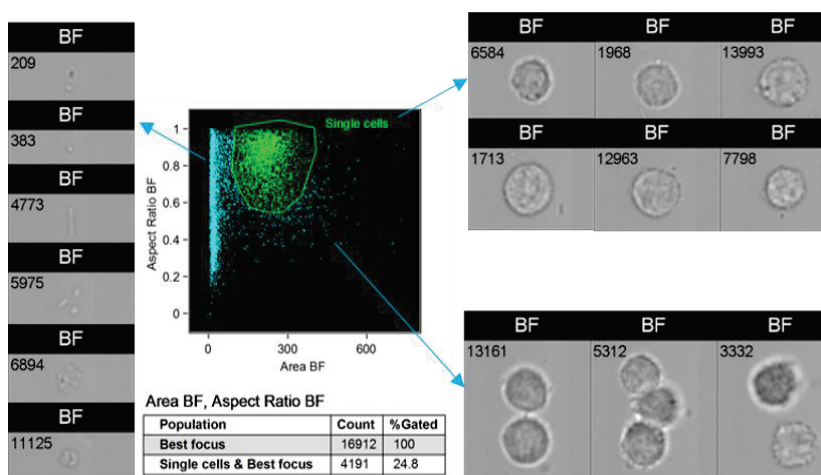 BF
209
BF
383
BF
4773
BF
5975
BF
6894
BF
11125
Single cells
Aspect Ratio BF
1
0.8
0.6
0.4
0.2
0
0 300 600
Area BF
BF BF BF
6584 1968 13993
BF BF BF
1713 12963 7798
BF BF BF
13161 5312 3332
Area BF, Aspect Ratio BF
Population Count %Gated
Best focus 16912 100
Single cells & Best focus 4191 24.8